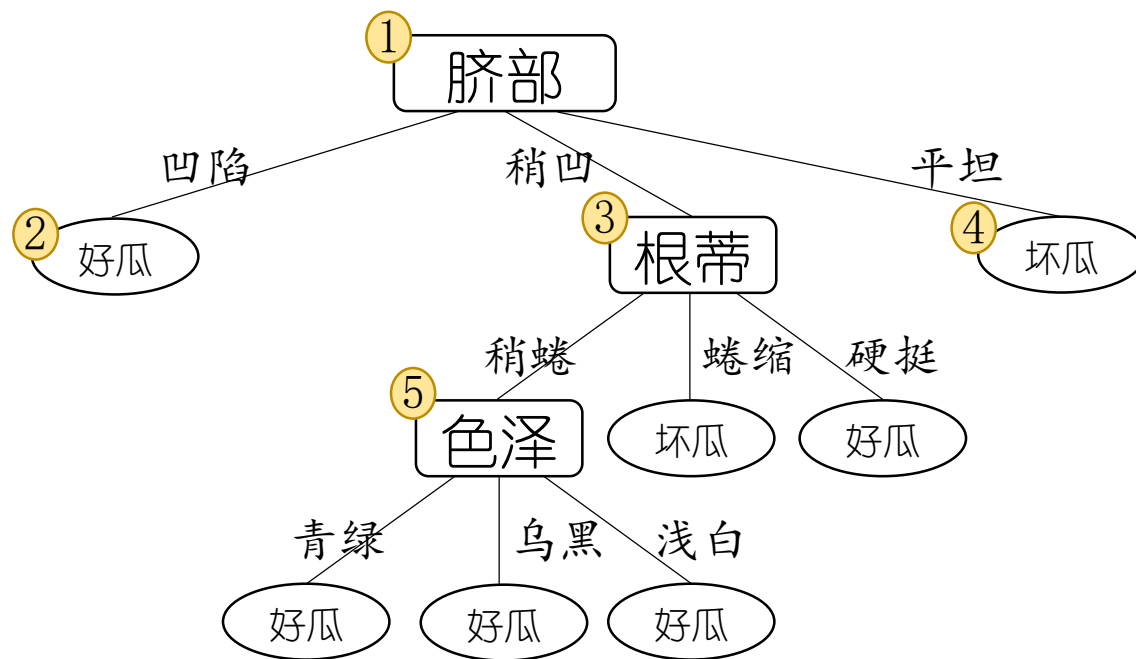 1
脐部
凹陷
稍凹
平坦
2
好瓜
3
根蒂
4
坏瓜
稍蜷
蜷缩
硬挺
5
色泽
坏瓜
好瓜
青绿
乌黑
浅白
好瓜
好瓜
好瓜